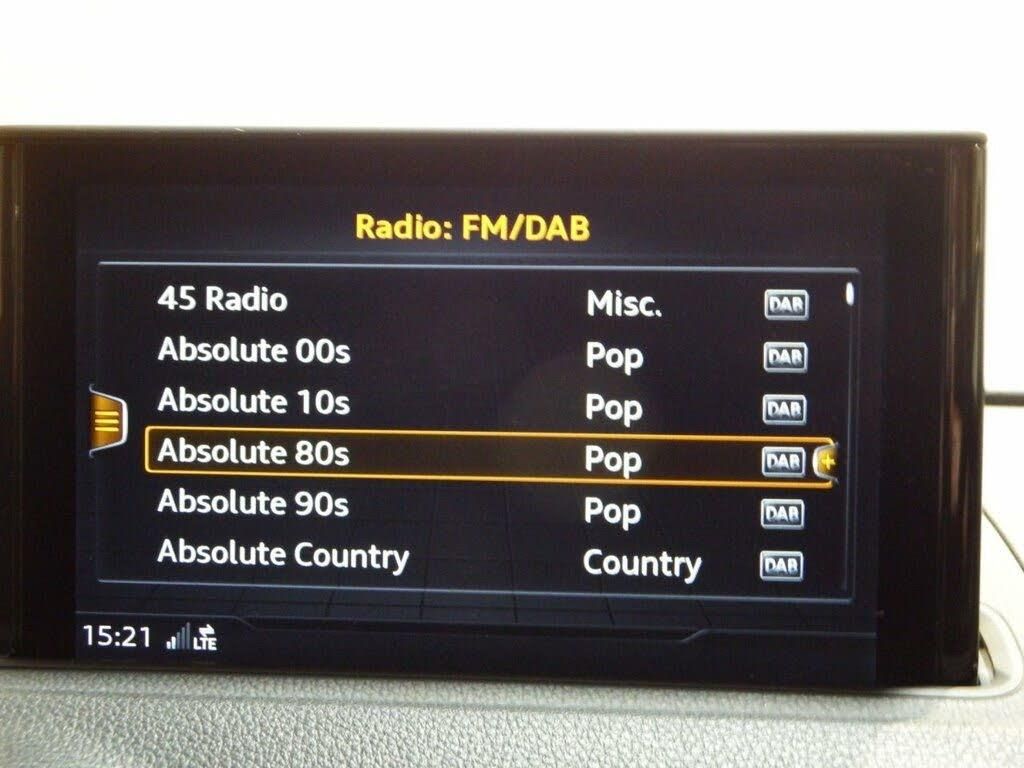 Radio: FM/DAB
45 Radio Misc. DAB
Absolute 00s Pop DAB
Absolute 10s Pop DAB
Absolute 80s Pop DAB +
Absolute 90s Pop DAB
Absolute Country Country DAB
15:21 LTE